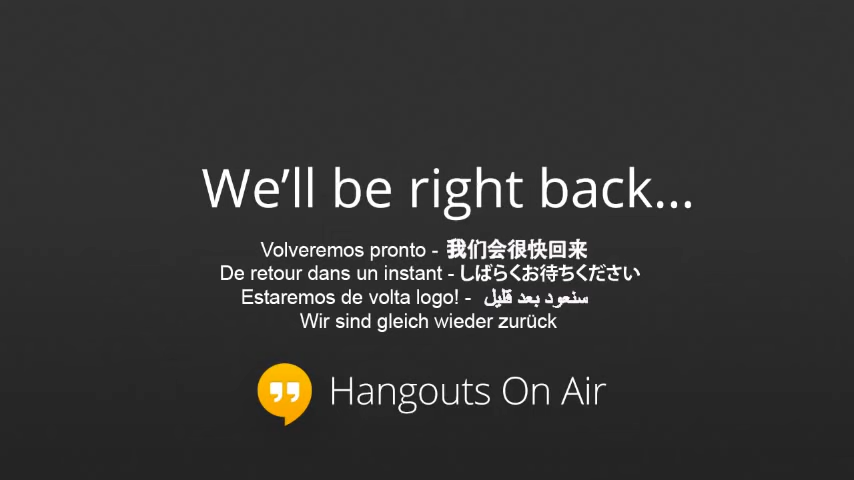 We'll be right back...
Volveremos pronto - 我们会很快回来
De retour dans un instant - しばらくお待ちください
Estaremos de volta logo! - سنعود بعد قليل
Wir sind gleich wieder zurück
Hangouts On Air